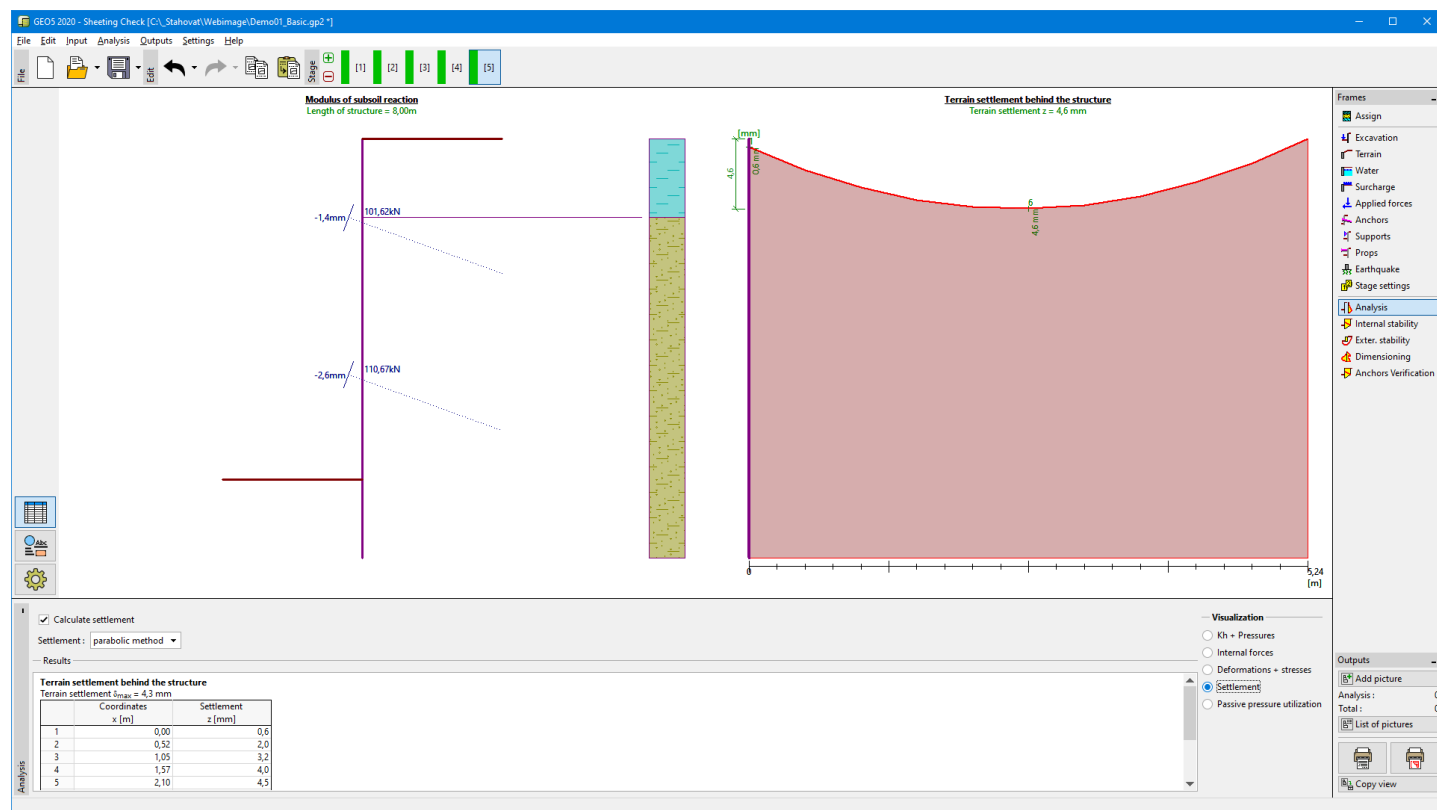 GEO5 2020 - Sheeting Check [C:\_Stahovat\Webimage\Demo01_Basic.gp2 *]
File Edit Input Analysis Outputs Settings Help
File
Edit
Stage
[1] [2] [3] [4] [5]
Modulus of subsoil reaction
Length of structure = 8,00m
-1,4mm
101,62kN
-2,6mm
110,67kN
Terrain settlement behind the structure
Terrain settlement z = 4,6 mm
[mm]
1
0,6 mm
4,6
6
4,6 mm
0
5,24
[m]
Frames
Assign
Excavation
Terrain
Water
Surcharge
Applied forces
Anchors
Supports
Props
Earthquake
Stage settings
Analysis
Internal stability
Exter. stability
Dimensioning
Anchors Verification
Abc
Analysis
Calculate settlement
Settlement : parabolic method
Results
Terrain settlement behind the structure
Terrain settlement δmax = 4,3 mm
Coordinates Settlement
x [m] z [mm]
1 0,00 0,6
2 0,52 2,0
3 1,05 3,2
4 1,57 4,0
5 2,10 4,5
Visualization
Kh + Pressures
Internal forces
Deformations + stresses
Settlement
Passive pressure utilization
Outputs
Add picture
Analysis :
Total :
List of pictures
Copy view